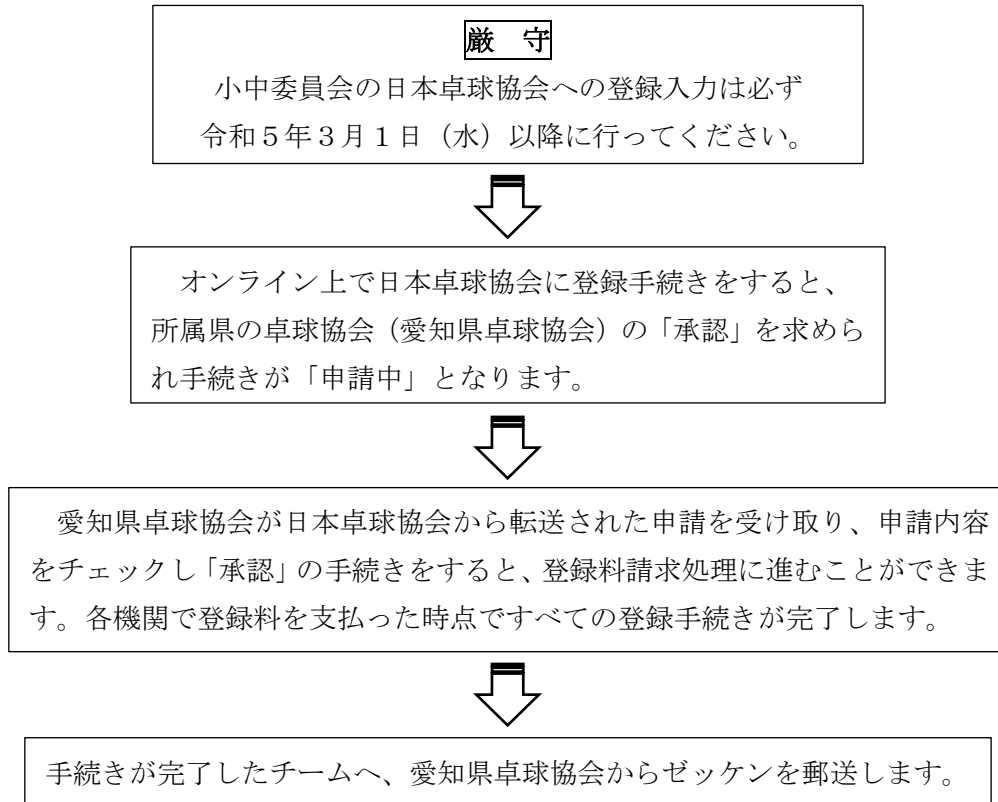 厳　守
小中委員会の日本卓球協会への登録入力は必ず
令和５年３月１日（水）以降に行ってください。
オンライン上で日本卓球協会に登録手続きをすると、
所属県の卓球協会（愛知県卓球協会）の「承認」を求めら
れ手続きが「申請中」となります。
愛知県卓球協会が日本卓球協会から転送された申請を受け取り、申請内容
をチェックし「承認」の手続きをすると、登録料請求処理に進むことができま
す。各機関で登録料を支払った時点ですべての登録手続きが完了します。
手続きが完了したチームへ、愛知県卓球協会からゼッケンを郵送します。